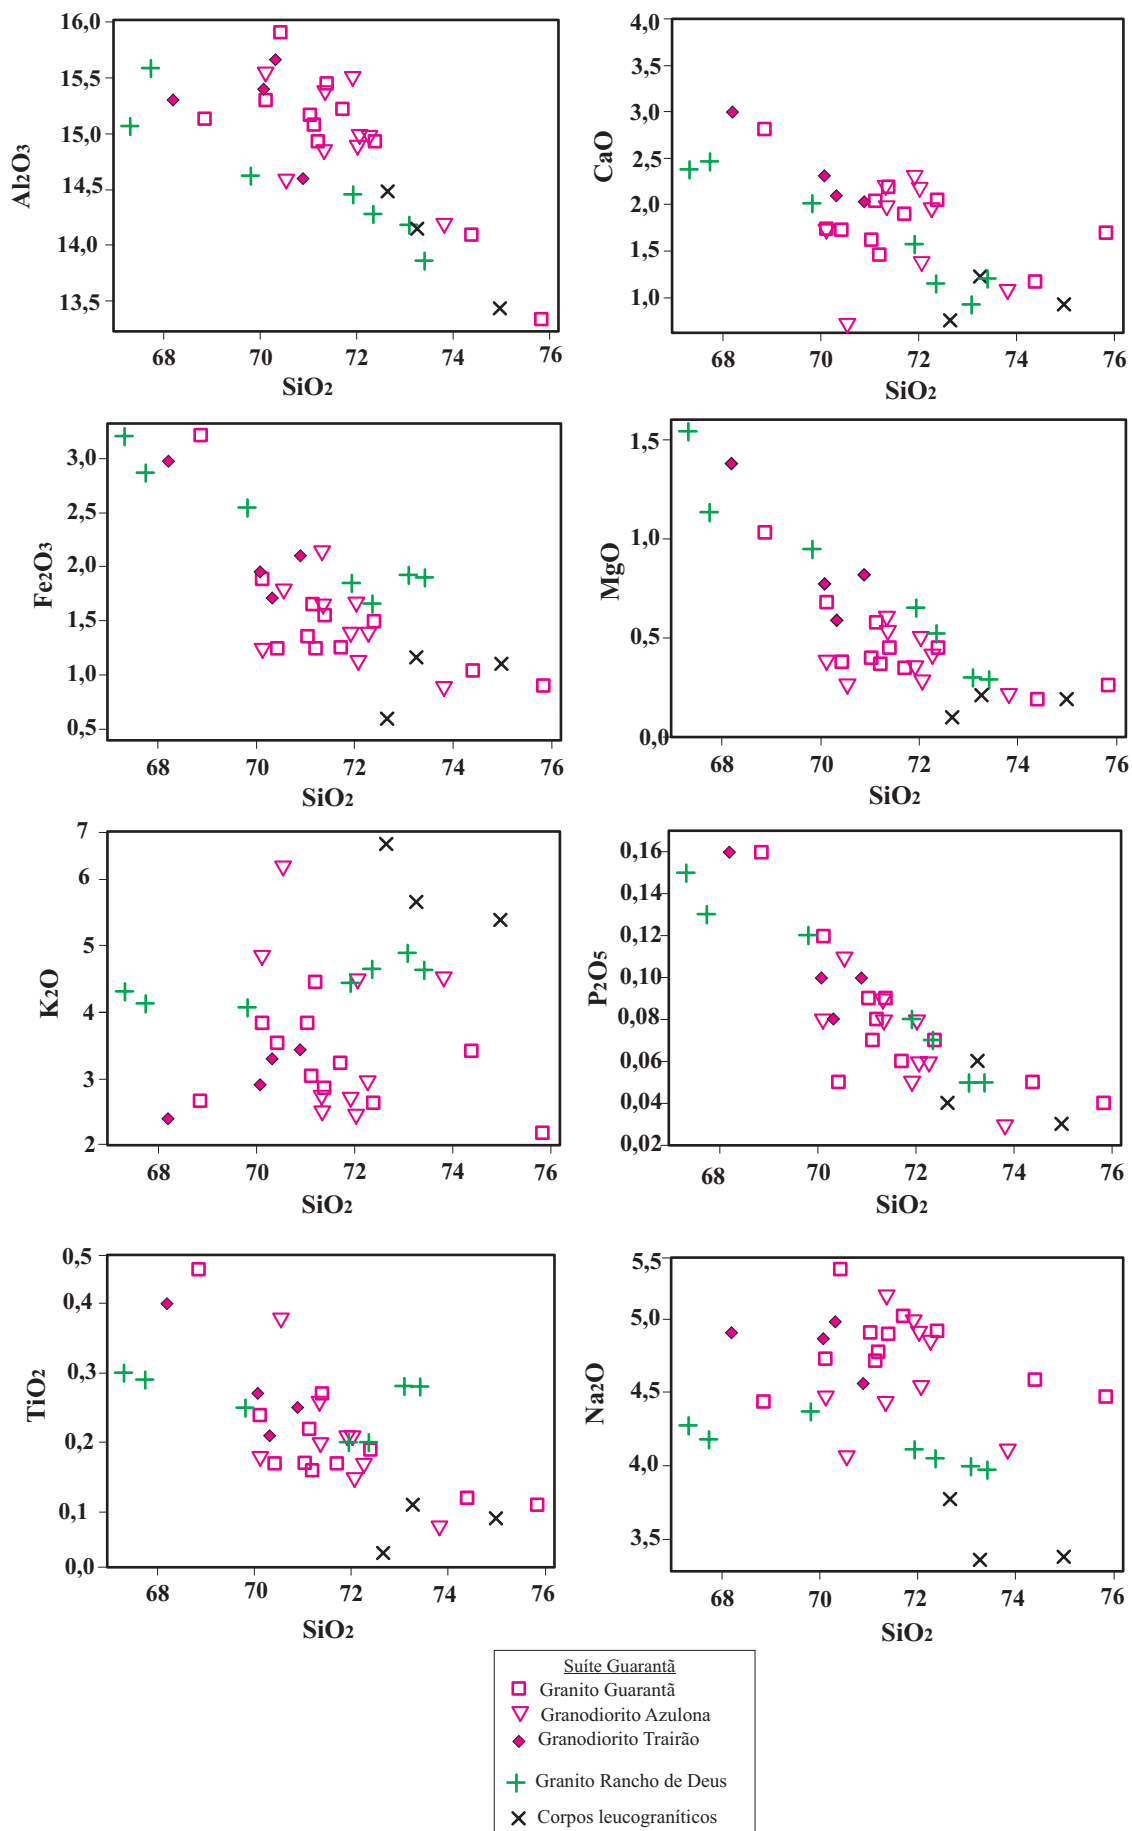 16,0
15,5
15,0
14,5
14,0
13,5
Al2O3
68 70 72 74 76
SiO2
4,0
3,5
3,0
2,5
2,0
1,5
1,0
CaO
68 70 72 74 76
SiO2
3,0
2,5
2,0
1,5
1,0
0,5
Fe2O3
68 70 72 74 76
SiO2
1,5
1,0
0,5
0,0
MgO
68 70 72 74 76
SiO2
7
6
5
4
3
2
K2O
68 70 72 74 76
SiO2
0,16
0,14
0,12
0,10
0,08
0,06
0,04
0,02
P2O5
68 70 72 74 76
SiO2
0,5
0,4
0,3
0,2
0,1
0,0
TiO2
68 70 72 74 76
SiO2
5,5
5,0
4,5
4,0
3,5
Na2O
68 70 72 74 76
SiO2
Suíte Guarantã
Granito Guarantã
Granodiorito Azulona
Granodiorito Trairão
Granito Rancho de Deus
Corpos leucograníticos